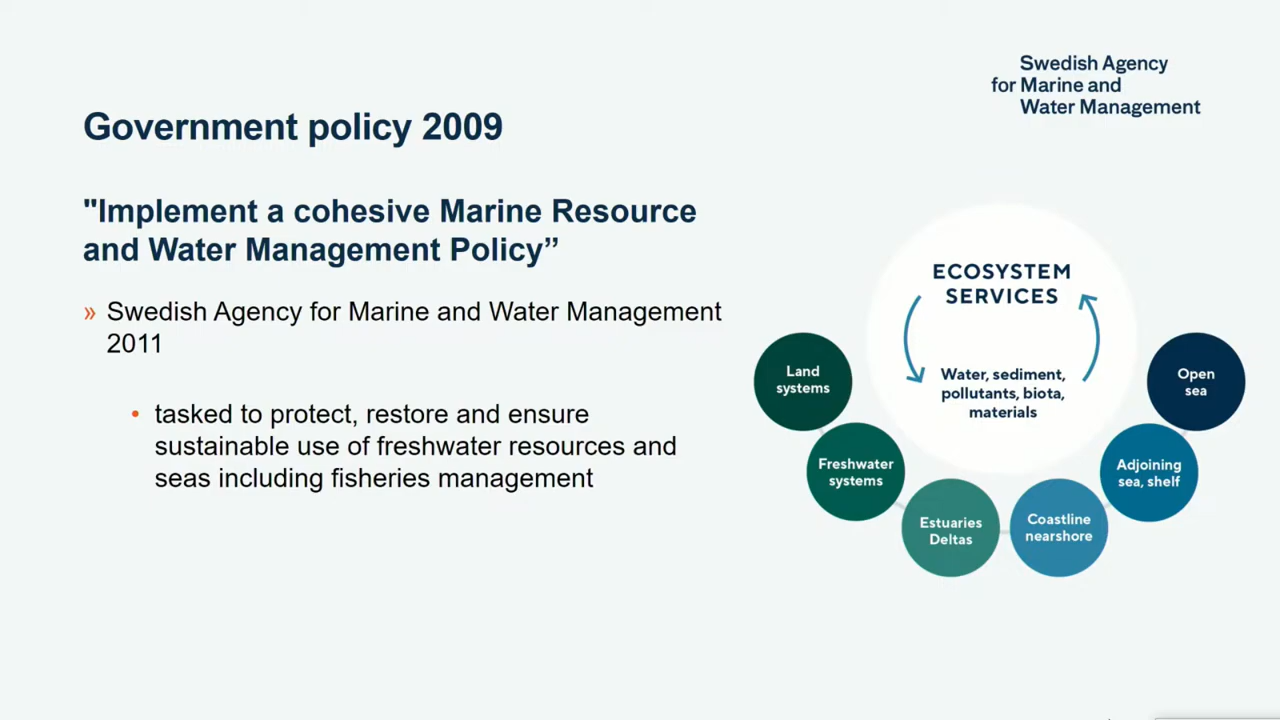 Swedish Agency
for Marine and
Water Management
Government policy 2009
"Implement a cohesive Marine Resource
and Water Management Policy”
» Swedish Agency for Marine and Water Management
2011
• tasked to protect, restore and ensure
sustainable use of freshwater resources and
seas including fisheries management
ECOSYSTEM
SERVICES
Water, sediment,
pollutants, biota,
materials
Land
systems
Freshwater
systems
Estuaries
Deltas
Coastline
nearshore
Adjoining
sea, shelf
Open
sea